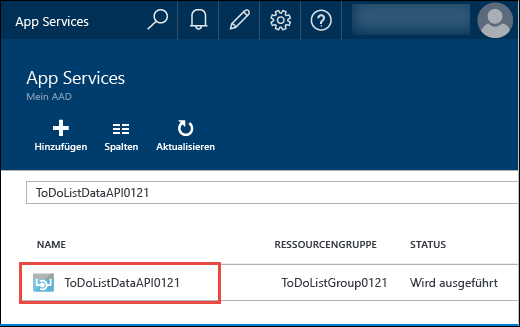 App Services
App Services
Mein AAD
Hinzufügen Spalten Aktualisieren
ToDoListDataAPI0121
NAME RESSOURCENGRUPPE STATUS
ToDoListDataAPI0121 ToDoListGroup0121 Wird ausgeführt